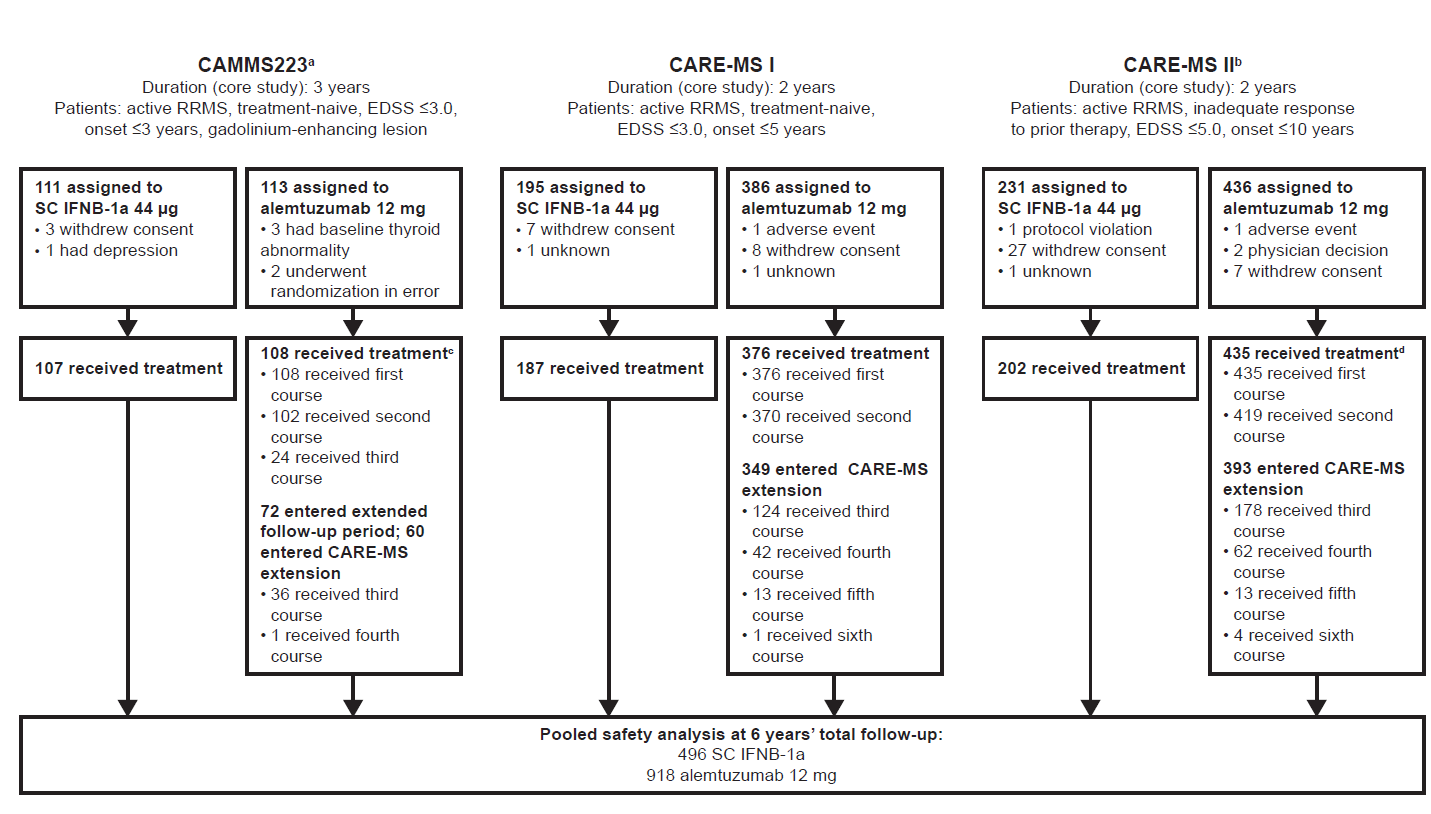 CAMMS223ᵃ
Duration (core study): 3 years
Patients: active RRMS, treatment-naive, EDSS ≤3.0,
onset ≤3 years, gadolinium-enhancing lesion
CARE-MS I
Duration (core study): 2 years
Patients: active RRMS, treatment-naive,
EDSS ≤3.0, onset ≤5 years
CARE-MS IIᵇ
Duration (core study): 2 years
Patients: active RRMS, inadequate response
to prior therapy, EDSS ≤5.0, onset ≤10 years
111 assigned to
SC IFNB-1a 44 μg
• 3 withdrew consent
• 1 had depression
113 assigned to
alemtuzumab 12 mg
• 3 had baseline thyroid
abnormality
• 2 underwent
randomization in error
195 assigned to
SC IFNB-1a 44 μg
• 7 withdrew consent
• 1 unknown
386 assigned to
alemtuzumab 12 mg
• 1 adverse event
• 8 withdrew consent
• 1 unknown
231 assigned to
SC IFNB-1a 44 μg
• 1 protocol violation
• 27 withdrew consent
• 1 unknown
436 assigned to
alemtuzumab 12 mg
• 1 adverse event
• 2 physician decision
• 7 withdrew consent
107 received treatment
108 received treatmentᶜ
• 108 received first
course
• 102 received second
course
• 24 received third
course
72 entered extended
follow-up period; 60
entered CARE-MS
extension
• 36 received third
course
• 1 received fourth
course
187 received treatment
376 received treatment
• 376 received first
course
• 370 received second
course
349 entered CARE-MS
extension
• 124 received third
course
• 42 received fourth
course
• 13 received fifth
course
• 1 received sixth
course
202 received treatment
435 received treatmentᵈ
• 435 received first
course
• 419 received second
course
393 entered CARE-MS
extension
• 178 received third
course
• 62 received fourth
course
• 13 received fifth
course
• 4 received sixth
course
Pooled safety analysis at 6 years’ total follow-up:
496 SC IFNB-1a
918 alemtuzumab 12 mg